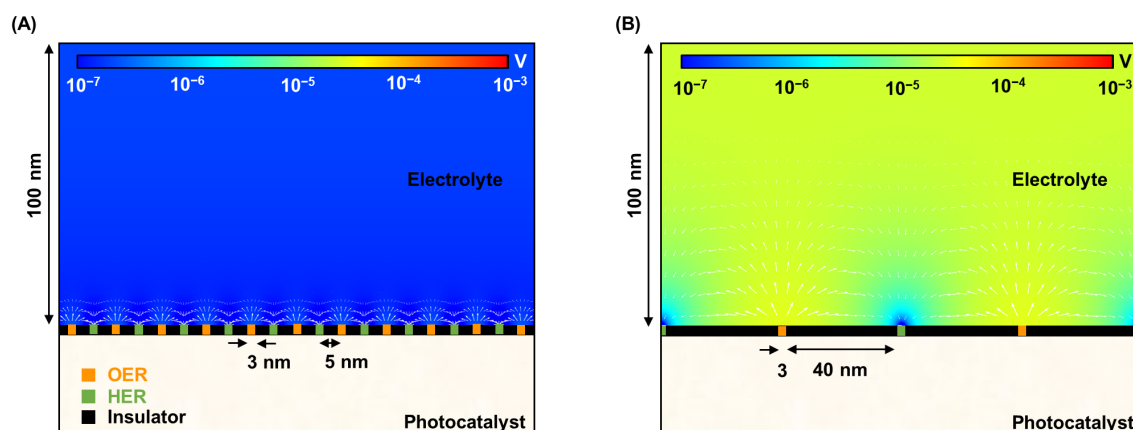 (A)
V
10⁻⁷ 10⁻⁶ 10⁻⁵ 10⁻⁴ 10⁻³
Electrolyte
100 nm
3 nm 5 nm
OER
HER
Insulator
Photocatalyst
(B)
V
10⁻⁷ 10⁻⁶ 10⁻⁵ 10⁻⁴ 10⁻³
Electrolyte
100 nm
3 40 nm
Photocatalyst